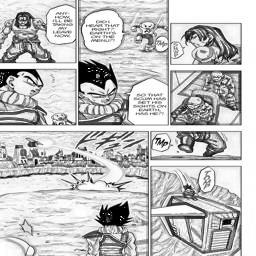 DID I
HEAR THAT
RIGHT?
EARTH'S
ON THE
MENU?!
SO THAT
SCUM HAS
SET HIS
SIGHTS ON
EARTH,
HAS HE?!
ANY-
HOW,
I'LL BE
TAKING
MY
LEAVE
NOW.
TMP
TMP